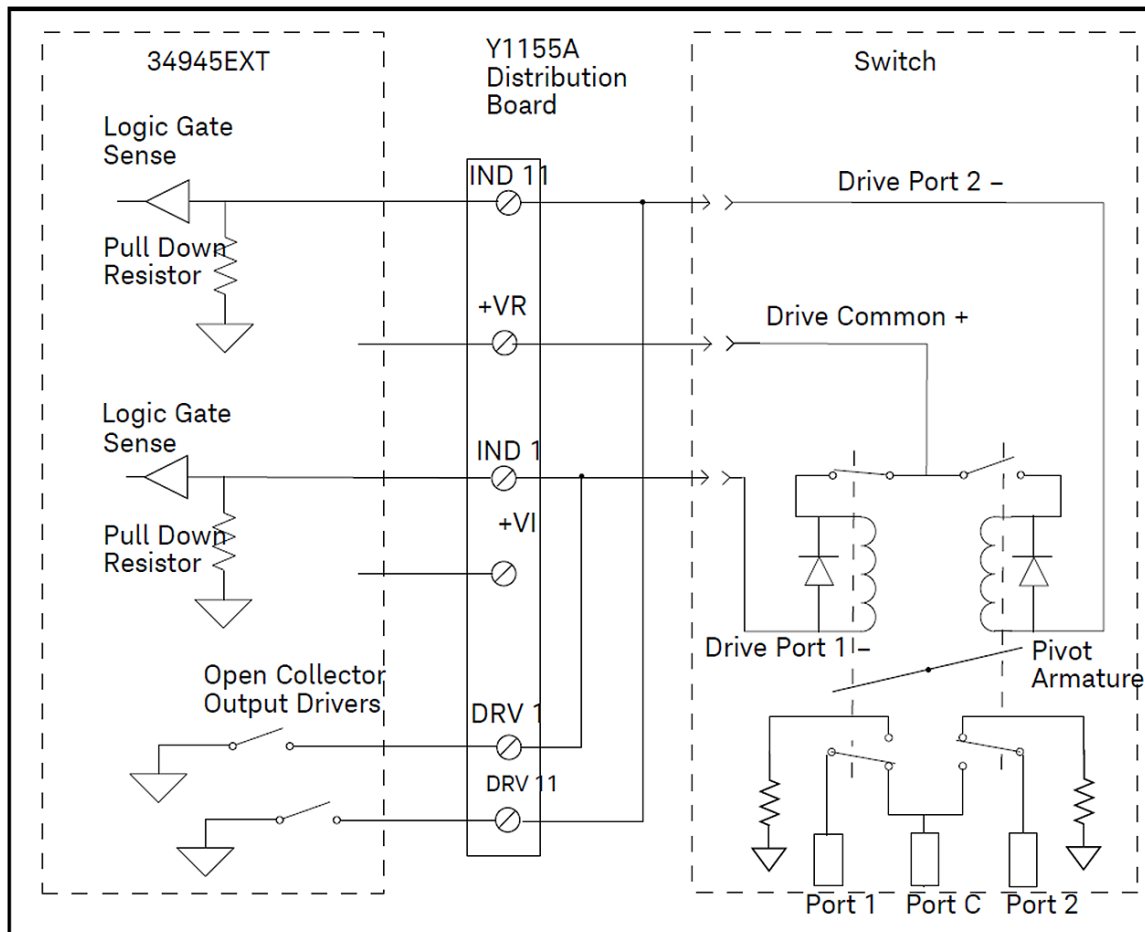 34945EXT
Y1155A
Distribution
Board
Switch
Logic Gate
Sense
IND 11
Drive Port 2 –
Pull Down
Resistor
+VR
Drive Common +
Logic Gate
Sense
IND 1
+VI
Pull Down
Resistor
Drive Port 1 –
Pivot
Armature
Open Collector
Output Drivers
DRV 1
DRV 11
Port 1
Port C
Port 2